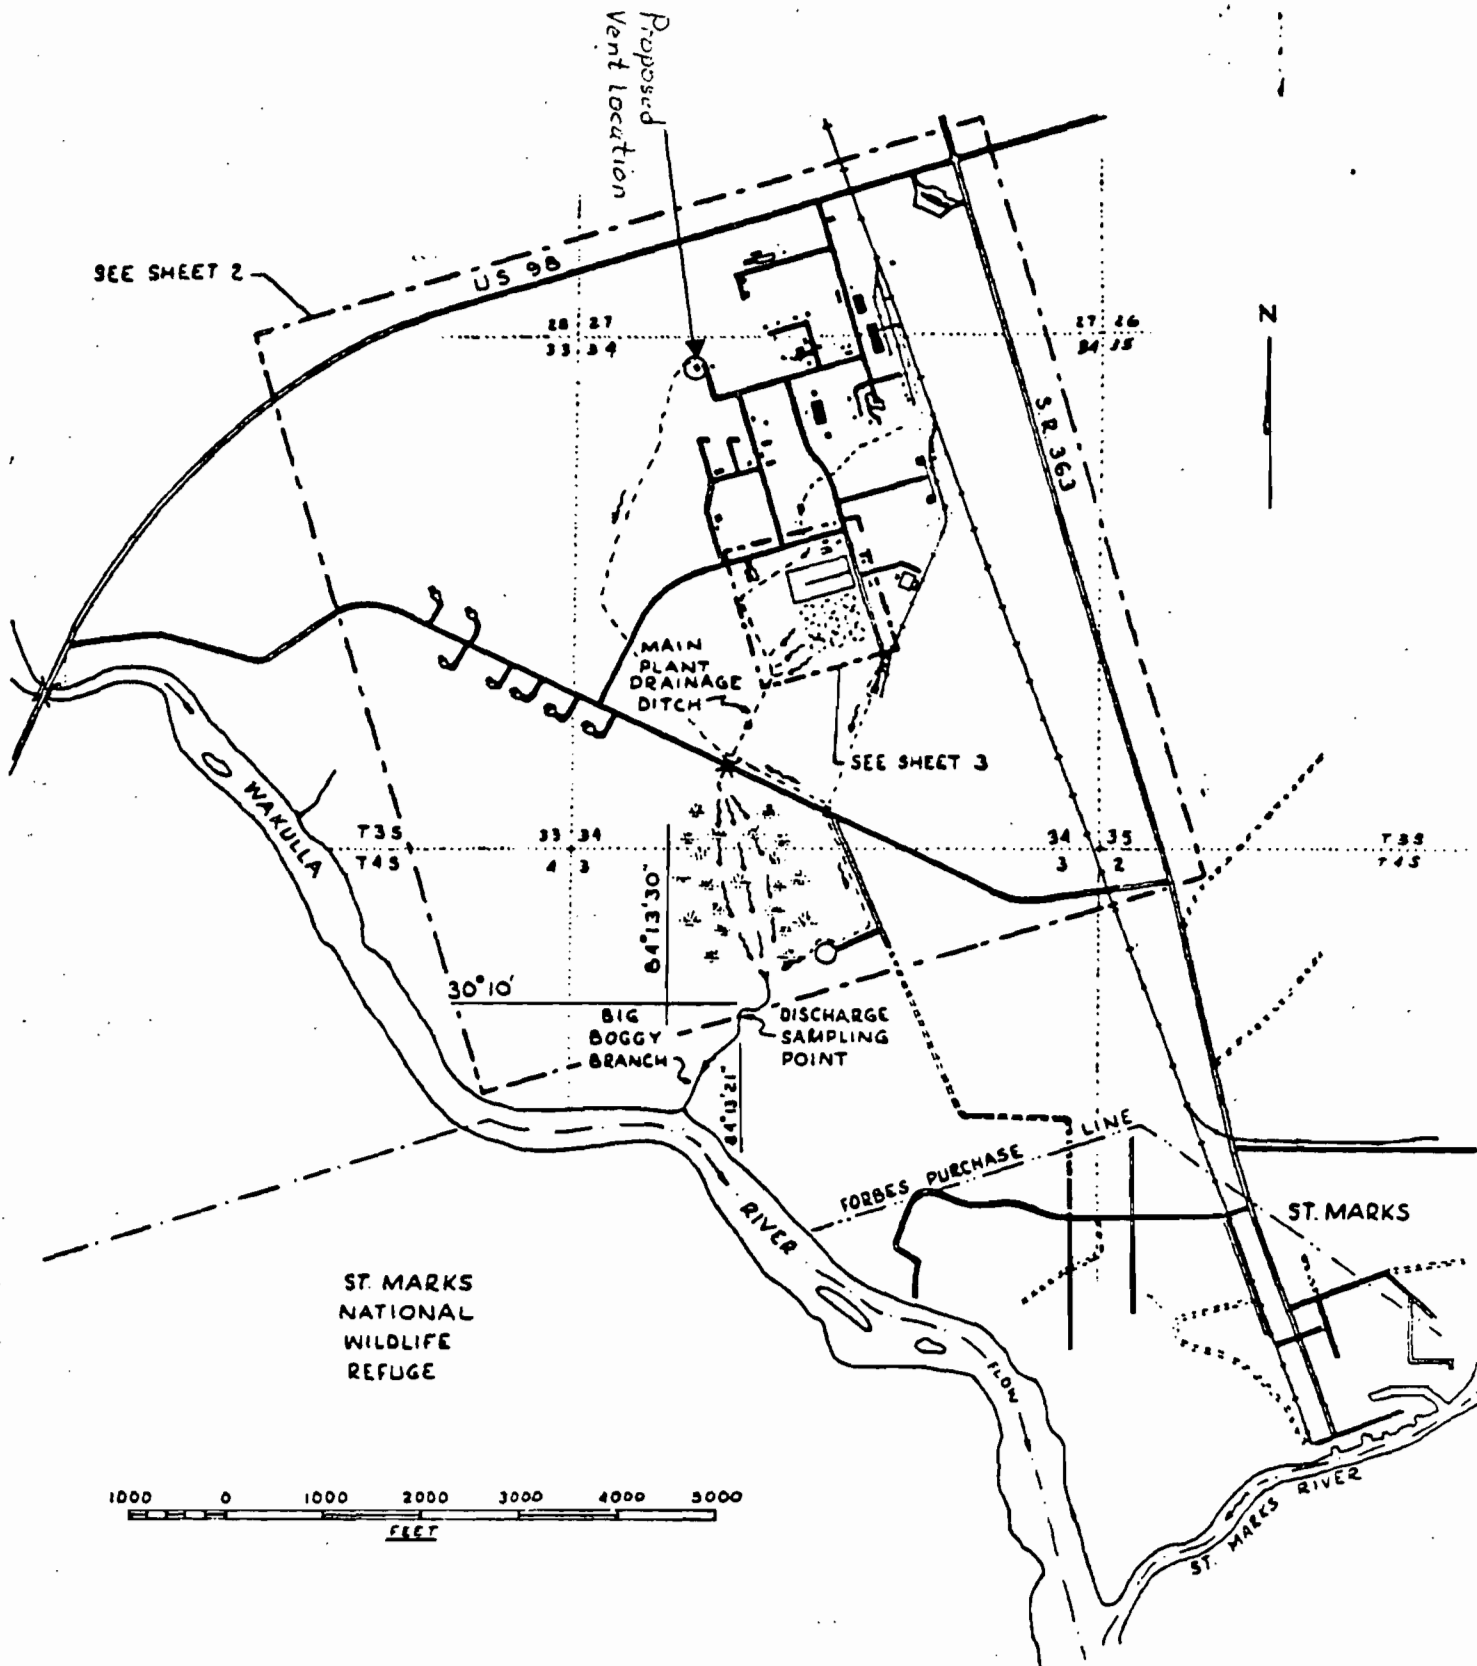 Proposed
Vent Location
SEE SHEET 2
US 98
28 27
33 34
27 26
34 35
N
S.R. 363
MAIN
PLANT
DRAINAGE
DITCH
SEE SHEET 3
WAKULLA
T3S
T4S
33 34
4 3
34 35
3 2
T3S
T4S
84°13'30"
30°10'
BIG
BOGGY
BRANCH
DISCHARGE
SAMPLING
POINT
84°13'21"
FORBES PURCHASE LINE
RIVER
ST. MARKS
ST. MARKS
NATIONAL
WILDLIFE
REFUGE
FLOW
1000 0 1000 2000 3000 4000 5000
FEET
ST. MARKS RIVER